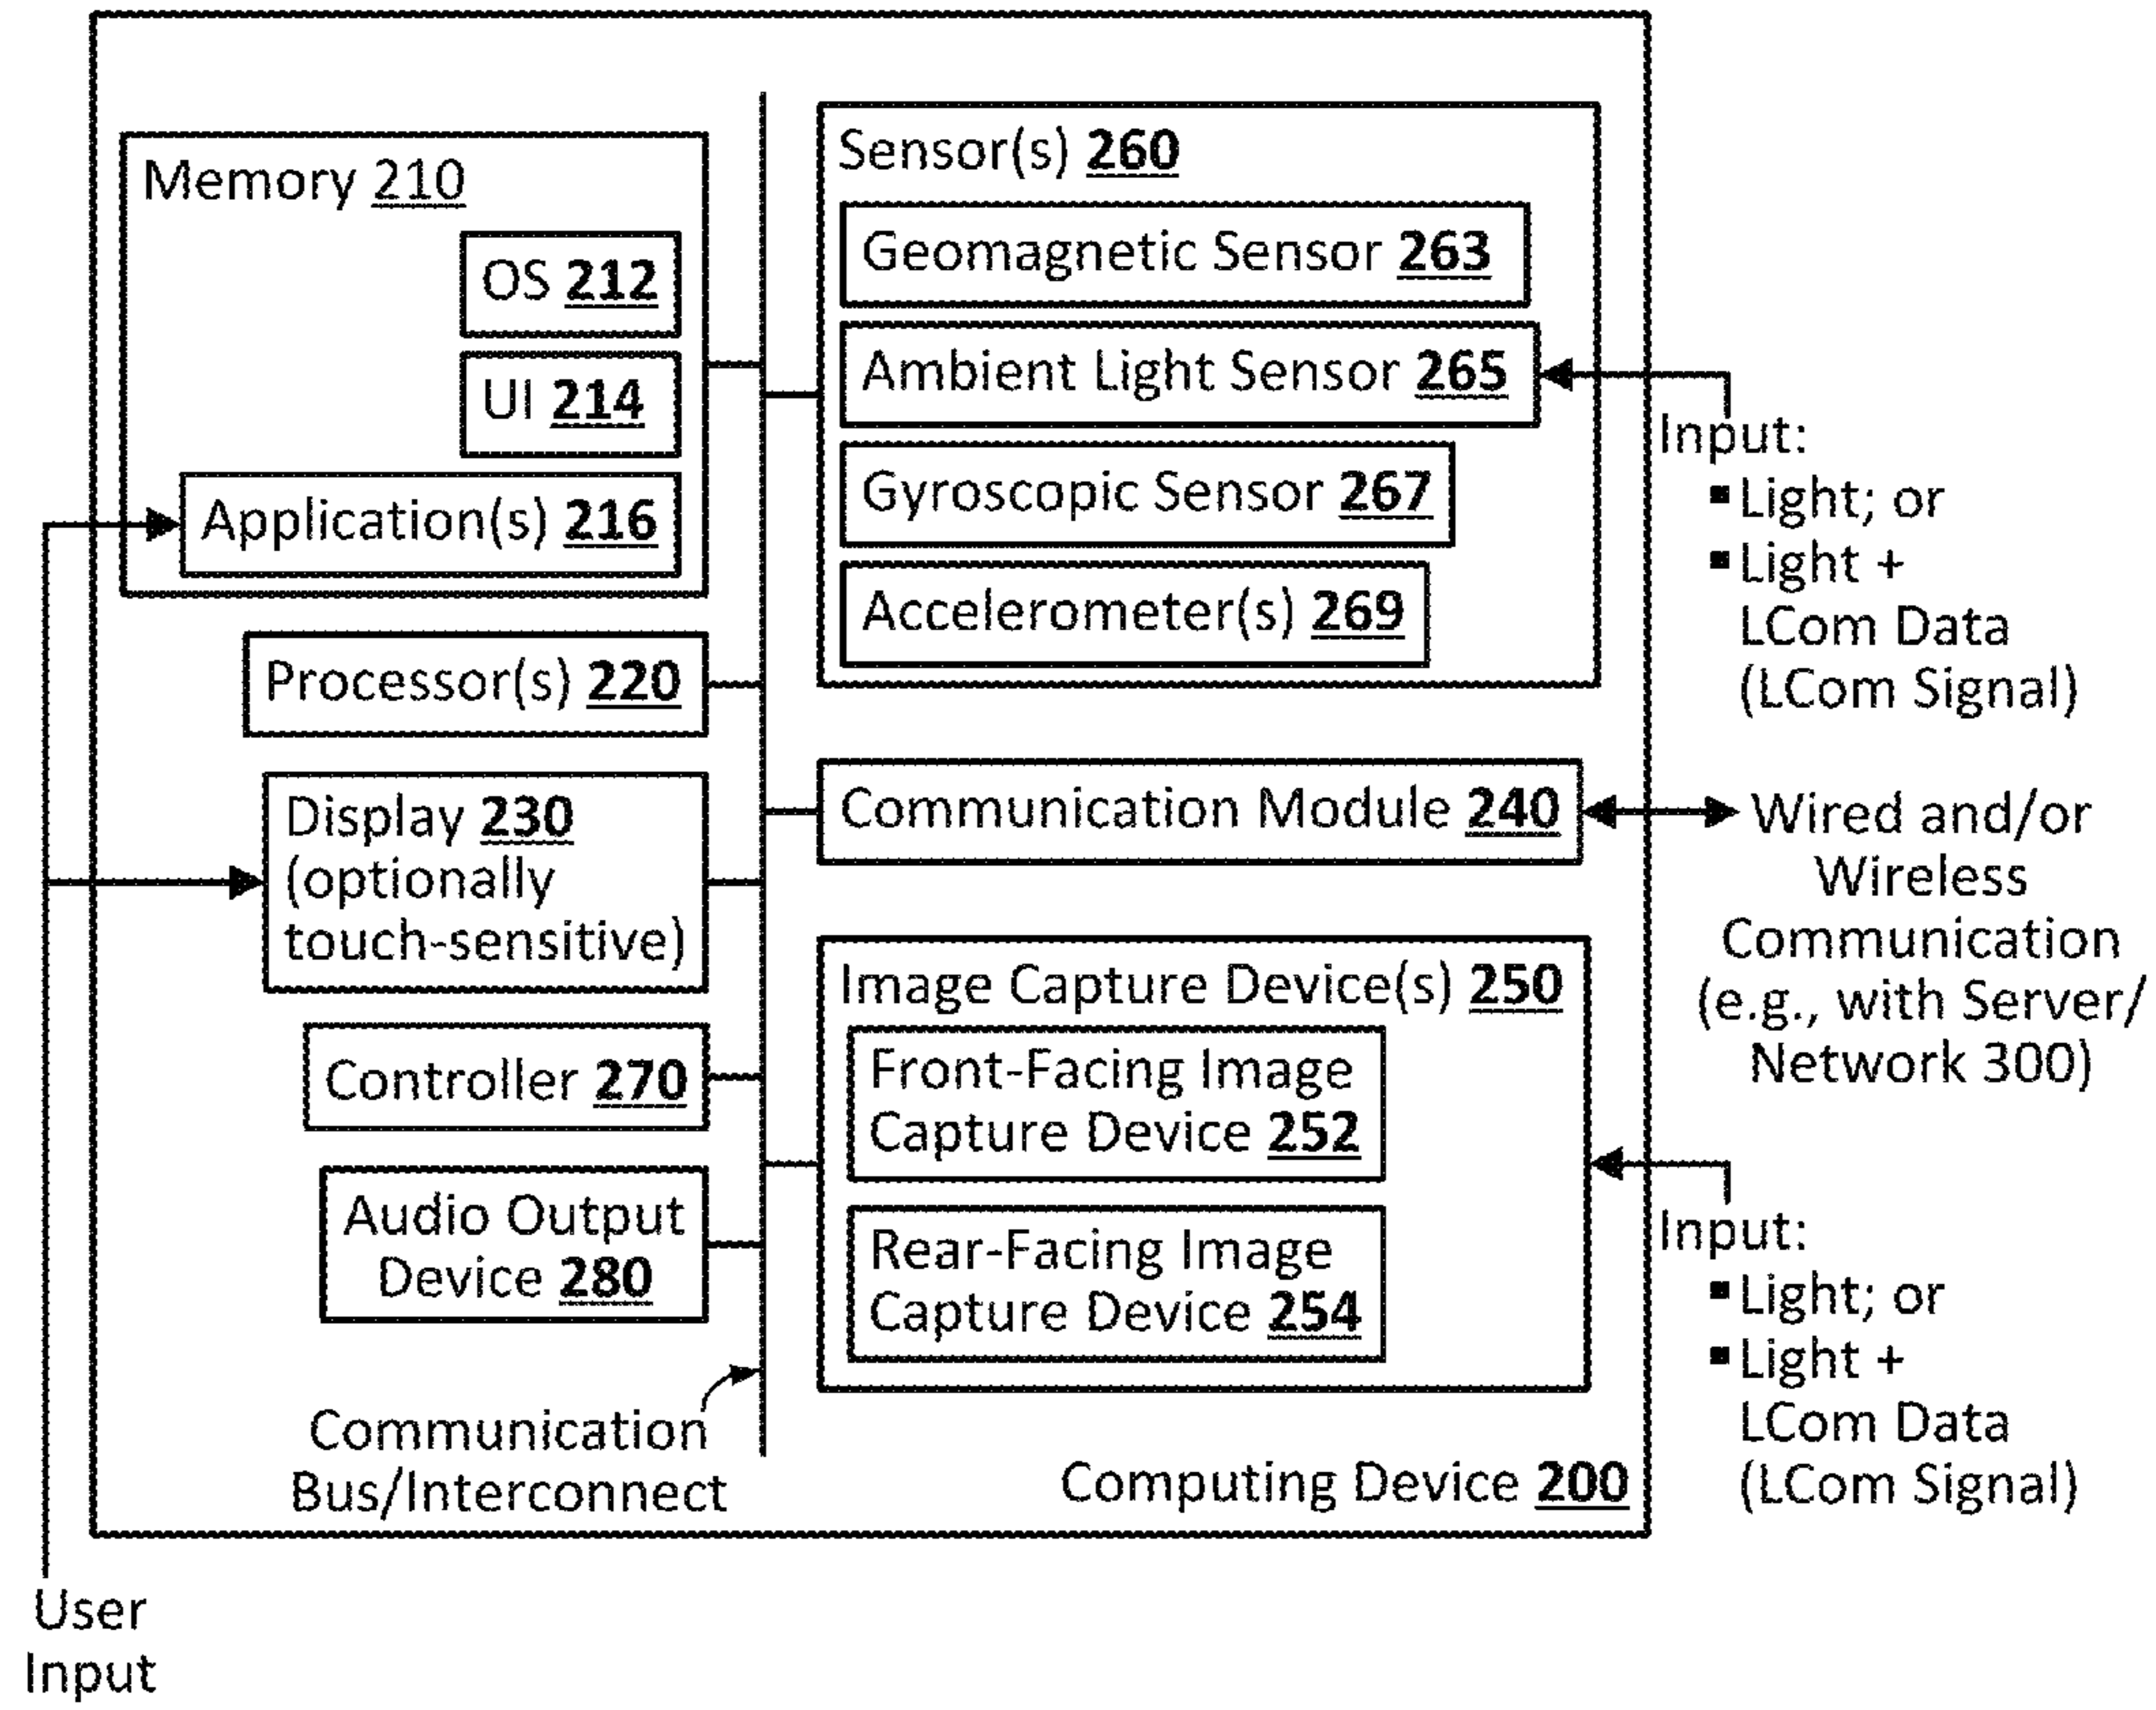 Memory 210
OS 212
UI 214
Application(s) 216
Processor(s) 220
Display 230
(optionally
touch-sensitive)
Controller 270
Audio Output
Device 280
Communication
Bus/Interconnect
User
Input
Sensor(s) 260
Geomagnetic Sensor 263
Ambient Light Sensor 265
Gyroscopic Sensor 267
Accelerometer(s) 269
Communication Module 240
Image Capture Device(s) 250
Front-Facing Image
Capture Device 252
Rear-Facing Image
Capture Device 254
Computing Device 200
Input:
▪ Light; or
▪ Light +
LCom Data
(LCom Signal)
Wired and/or
Wireless
Communication
(e.g., with Server/
Network 300)
Input:
▪ Light; or
▪ Light +
LCom Data
(LCom Signal)